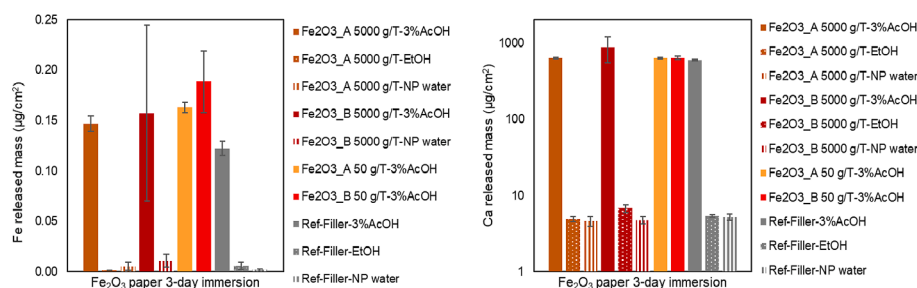 Fe released mass (µg/cm²)
0.25
0.20
0.15
0.10
0.05
0.00
Fe₂O₃ paper 3-day immersion
Fe2O3_A 5000 g/T-3%AcOH
Fe2O3_A 5000 g/T-EtOH
Fe2O3_A 5000 g/T-NP water
Fe2O3_B 5000 g/T-3%AcOH
Fe2O3_B 5000 g/T-NP water
Fe2O3_A 50 g/T-3%AcOH
Fe2O3_B 50 g/T-3%AcOH
Ref-Filler-3%AcOH
Ref-Filler-EtOH
Ref-Filler-NP water
Ca released mass (µg/cm²)
1000
100
10
1
Fe₂O₃ paper 3-day immersion
Fe2O3_A 5000 g/T-3%AcOH
Fe2O3_A 5000 g/T-EtOH
Fe2O3_A 5000 g/T-NP water
Fe2O3_B 5000 g/T-3%AcOH
Fe2O3_B 5000 g/T-EtOH
Fe2O3_B 5000 g/T-NP water
Fe2O3_A 50 g/T-3%AcOH
Fe2O3_B 50 g/T-3%AcOH
Ref-Filler-3%AcOH
Ref-Filler-EtOH
Ref-Filler-NP water